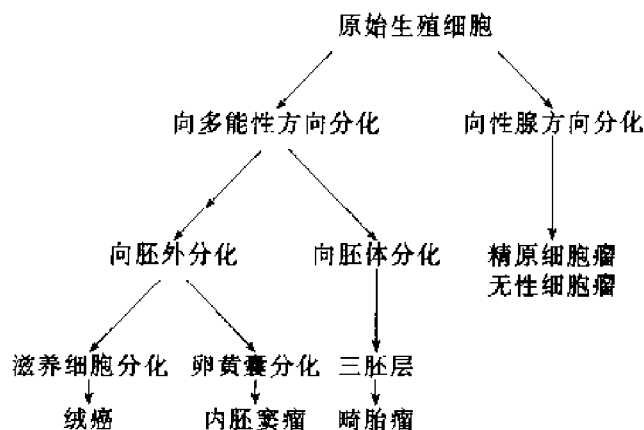 原始生殖细胞
向多能性方向分化
向性腺方向分化
向胚外分化
向胚体分化
精原细胞瘤
无性细胞瘤
滋养细胞分化
卵黄囊分化
三胚层
绒癌
内胚窦瘤
畸胎瘤